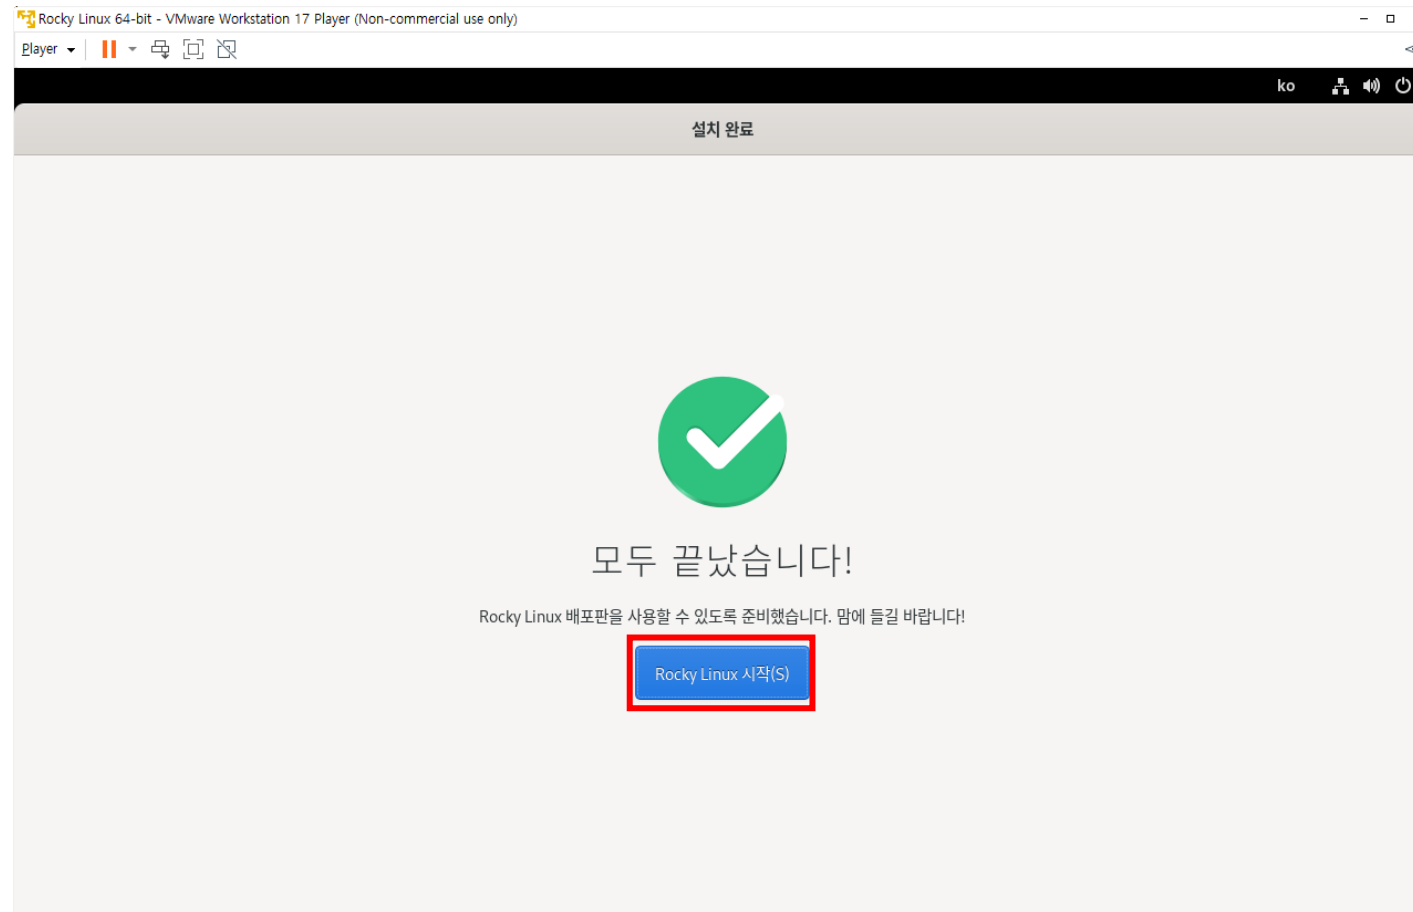 Rocky Linux 64-bit - VMware Workstation 17 Player (Non-commercial use only)
Player
ko
설치 완료
모두 끝났습니다!
Rocky Linux 배포판을 사용할 수 있도록 준비했습니다. 맘에 들길 바랍니다!
Rocky Linux 시작(S)